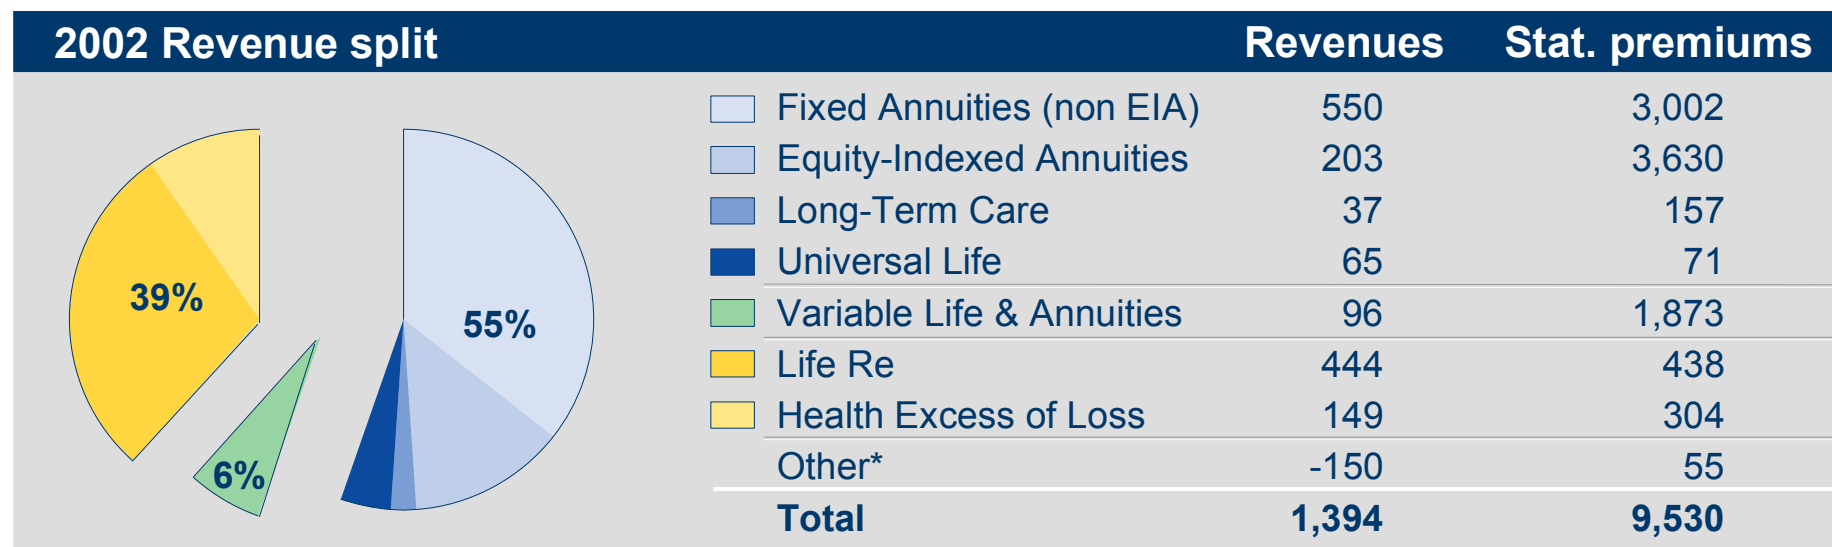 2002 Revenue split Revenues Stat. premiums
Fixed Annuities (non EIA) 550 3,002
Equity-Indexed Annuities 203 3,630
Long-Term Care 37 157
Universal Life 65 71
Variable Life & Annuities 96 1,873
Life Re 444 438
Health Excess of Loss 149 304
Other* -150 55
Total 1,394 9,530
39%
55%
6%